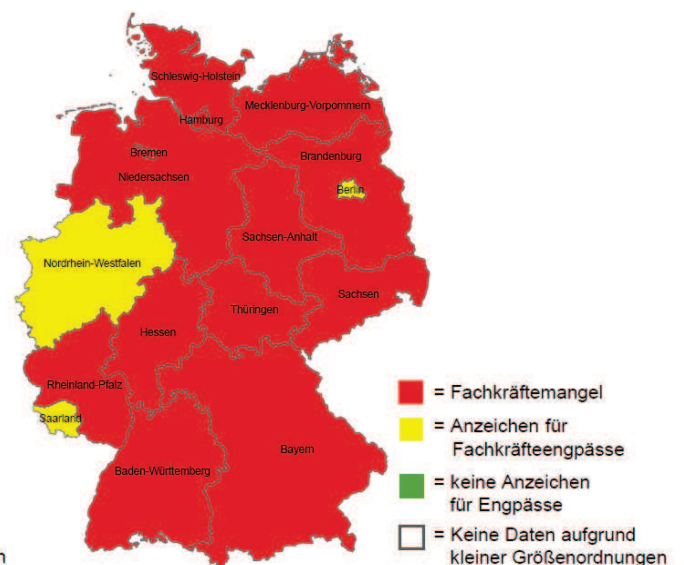 Schleswig-Holstein
Mecklenburg-Vorpommern
Hamburg
Bremen
Brandenburg
Niedersachsen
Berlin
Sachsen-Anhalt
Nordrhein-Westfalen
Sachsen
Thüringen
Hessen
Rheinland-Pfalz
Saarland
Bayern
Baden-Württemberg
= Fachkräftemangel
= Anzeichen für
Fachkräfteengpässe
= keine Anzeichen
für Engpässe
= Keine Daten aufgrund
kleiner Größenordnungen